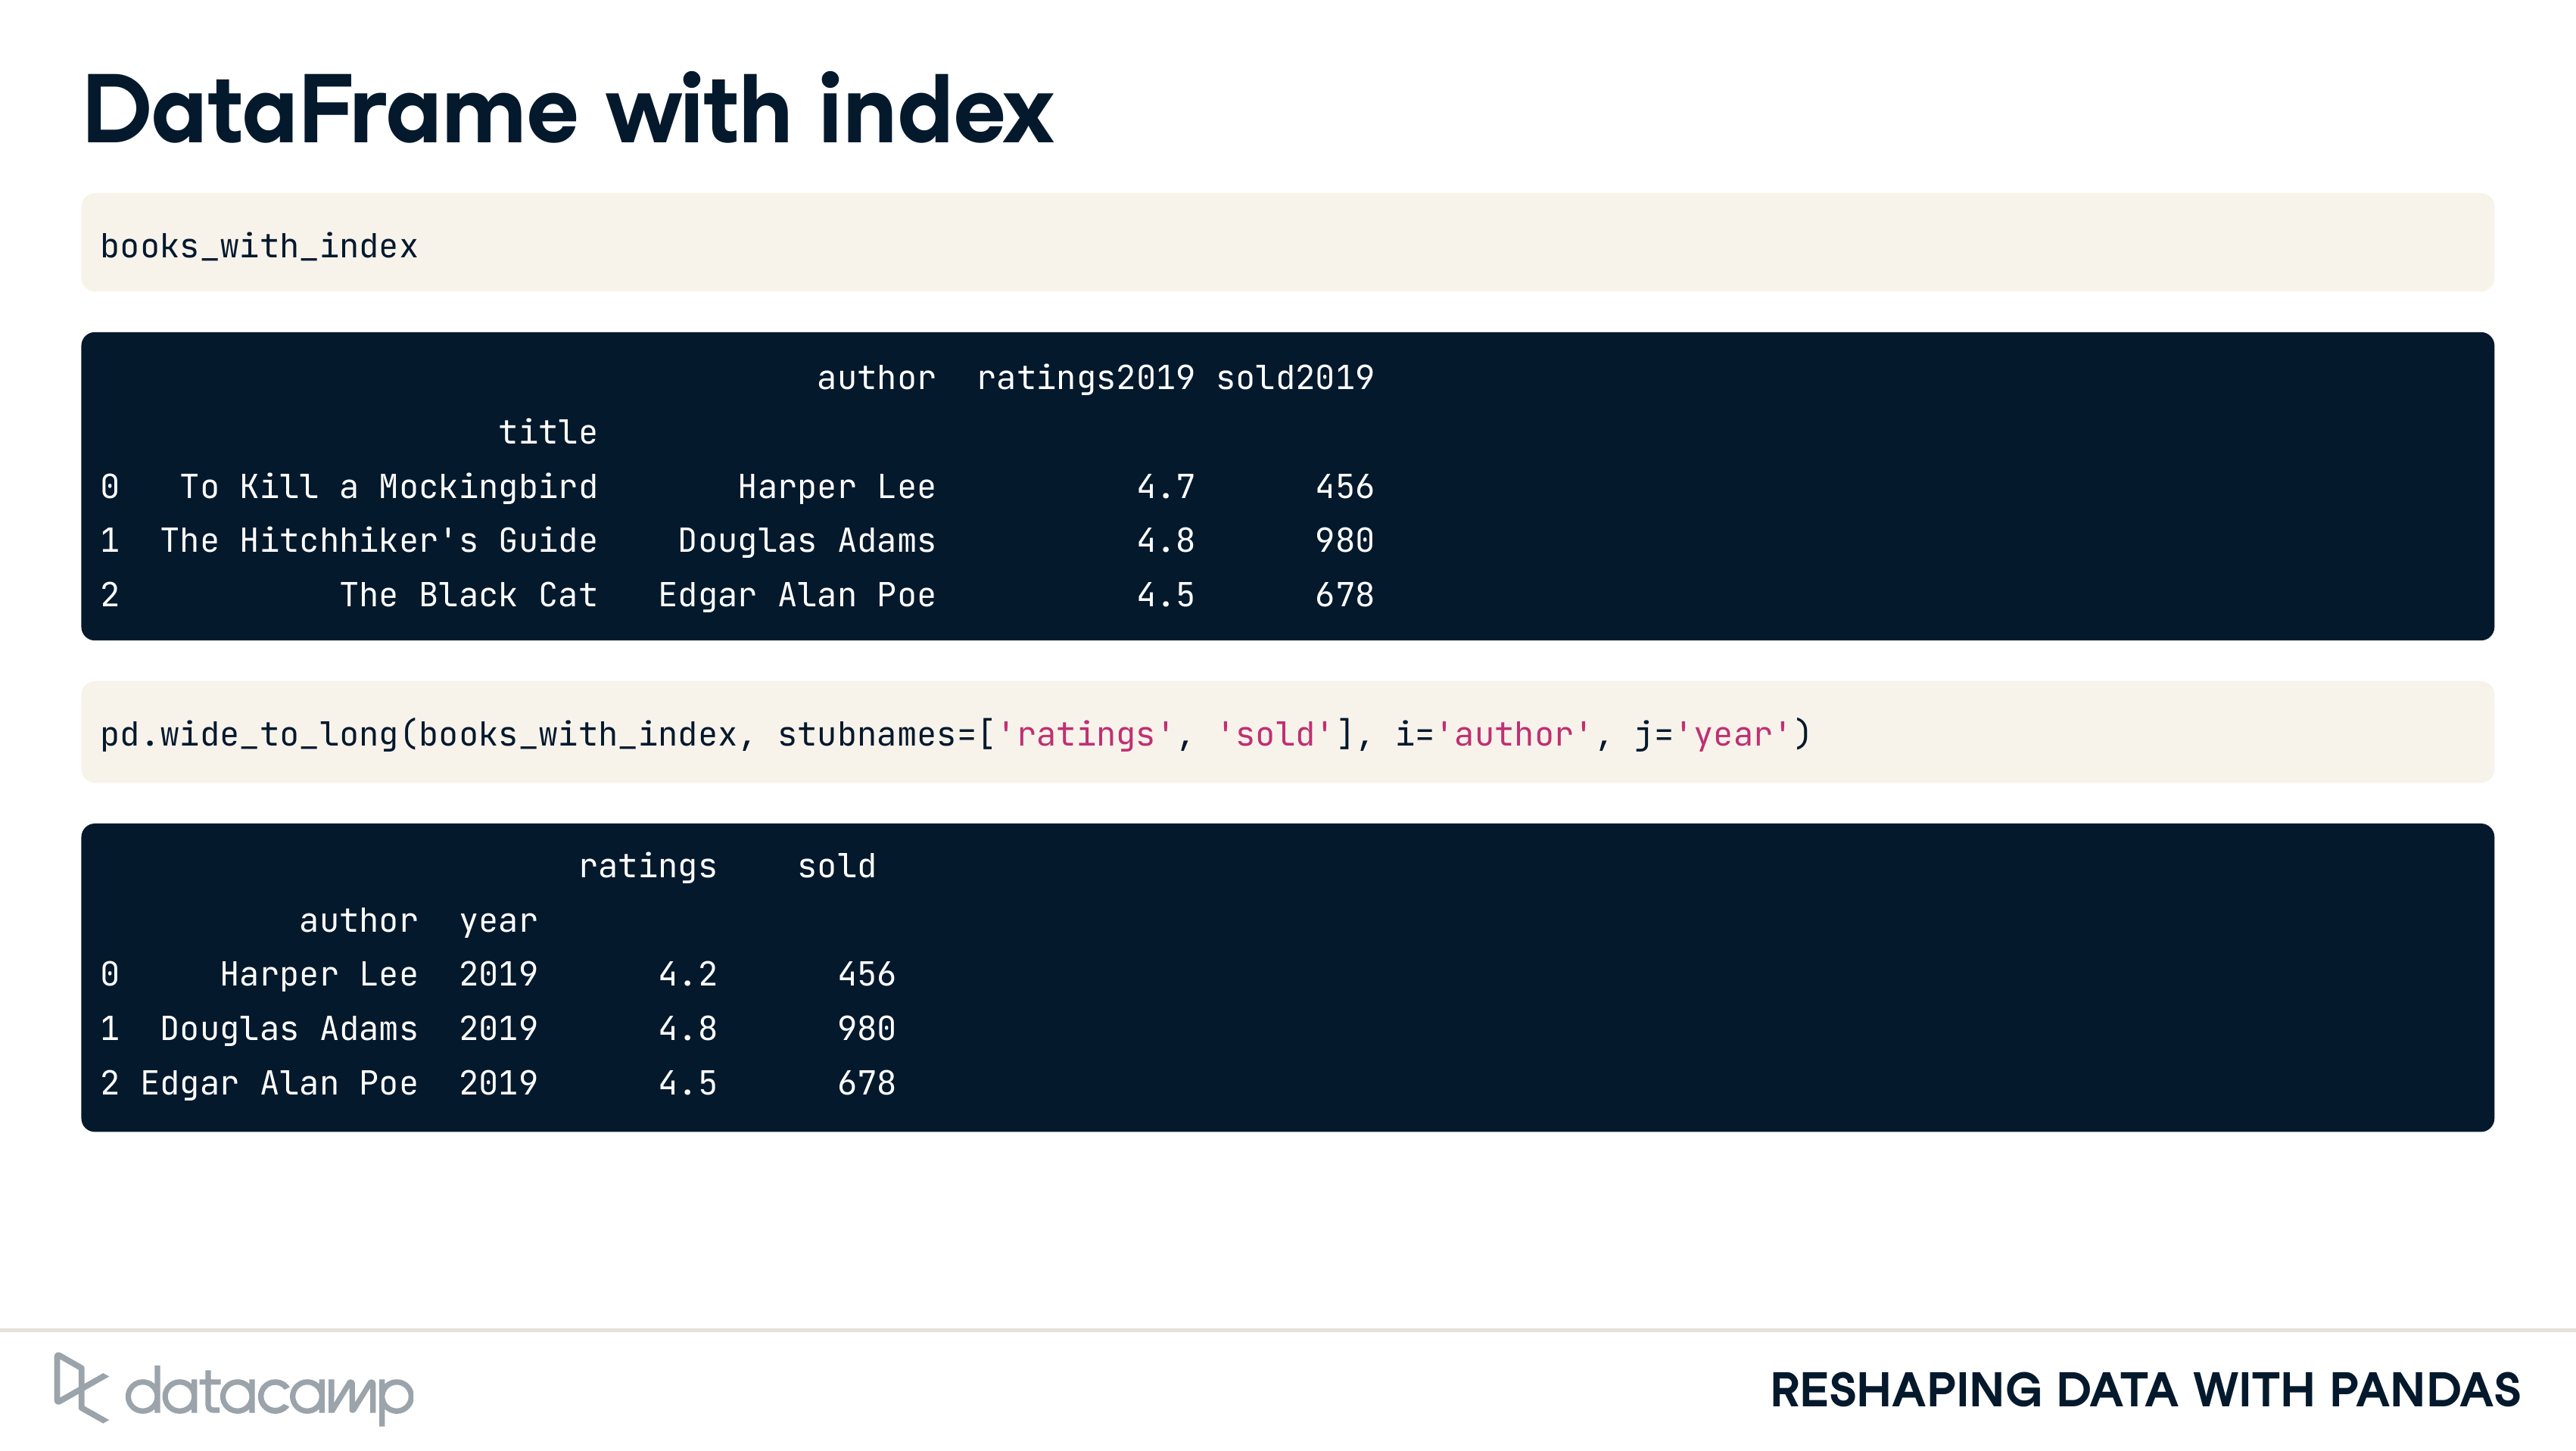 DataFrame with index
books_with_index
author ratings2019 sold2019
title
0 To Kill a Mockingbird Harper Lee 4.7 456
1 The Hitchhiker's Guide Douglas Adams 4.8 980
2 The Black Cat Edgar Alan Poe 4.5 678
pd.wide_to_long(books_with_index, stubnames=['ratings', 'sold'], i='author', j='year')
ratings sold
author year
0 Harper Lee 2019 4.2 456
1 Douglas Adams 2019 4.8 980
2 Edgar Alan Poe 2019 4.5 678
datacamp
RESHAPING DATA WITH PANDAS